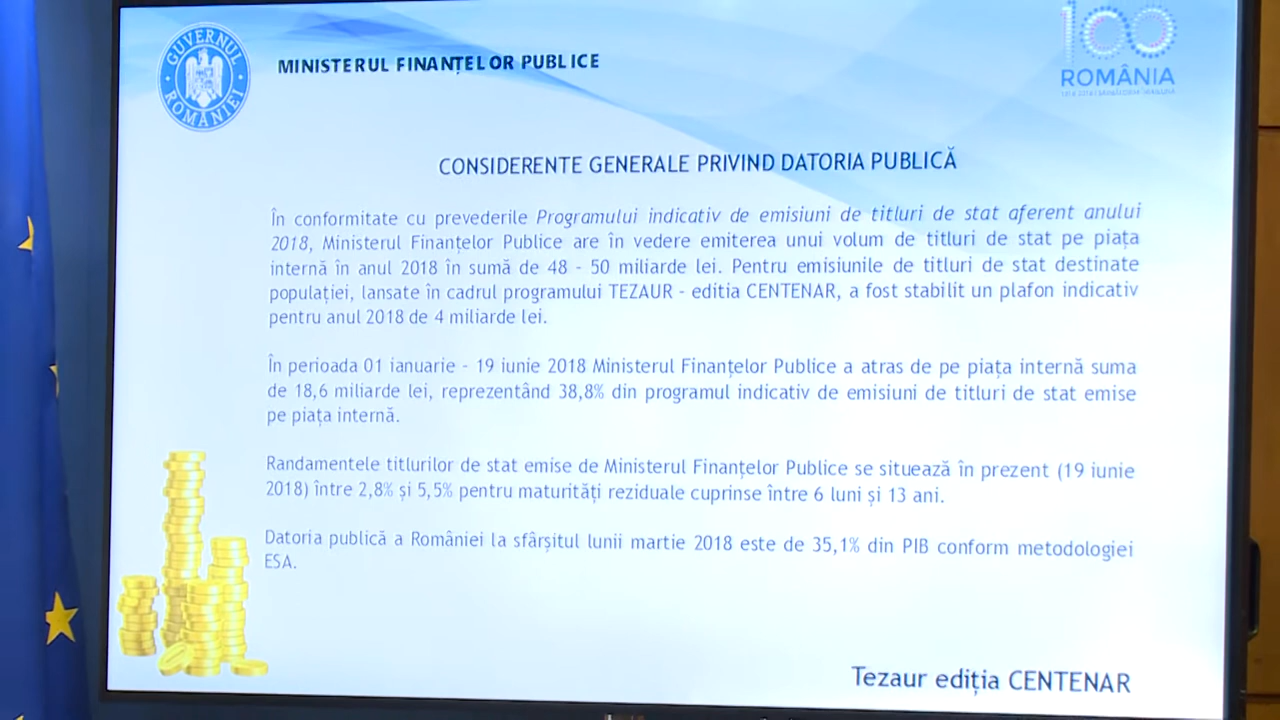 GUVERNUL ROMÂNIEI
MINISTERUL FINANȚELOR PUBLICE
100
ROMÂNIA
CONSIDERENTE GENERALE PRIVIND DATORIA PUBLICĂ
În conformitate cu prevederile Programului indicativ de emisiuni de titluri de stat aferent anului
2018, Ministerul Finanțelor Publice are în vedere emiterea unui volum de titluri de stat pe piața
internă în anul 2018 în sumă de 48 - 50 miliarde lei. Pentru emisiunile de titluri de stat destinate
populației, lansate în cadrul programului TEZAUR - editia CENTENAR, a fost stabilit un plafon indicativ
pentru anul 2018 de 4 miliarde lei.
În perioada 01 ianuarie - 19 iunie 2018 Ministerul Finanțelor Publice a atras de pe piața internă suma
de 18,6 miliarde lei, reprezentând 38,8% din programul indicativ de emisiuni de titluri de stat emise
pe piața internă.
Randamentele titlurilor de stat emise de Ministerul Finanțelor Publice se situează în prezent (19 iunie
2018) între 2,8% și 5,5% pentru maturități reziduale cuprinse între 6 luni și 13 ani.
Datoria publică a României la sfârșitul lunii martie 2018 este de 35,1% din PIB conform metodologiei
ESA.
Tezaur ediția CENTENAR